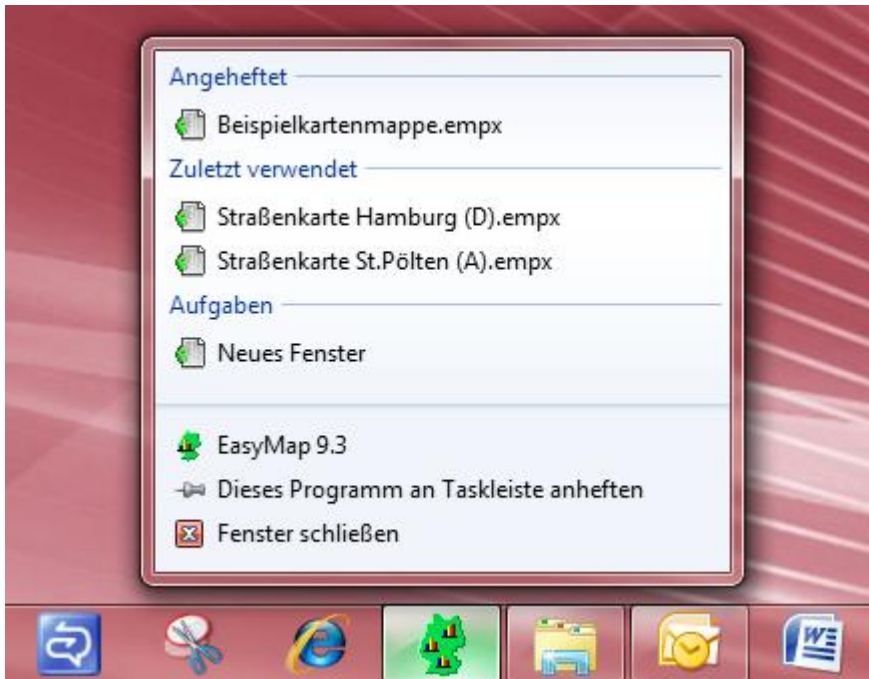 Angeheftet
Beispielkartenmappe.empx
Zuletzt verwendet
Straßenkarte Hamburg (D).empx
Straßenkarte St.Pölten (A).empx
Aufgaben
Neues Fenster
EasyMap 9.3
Dieses Programm an Taskleiste anheften
Fenster schließen
W